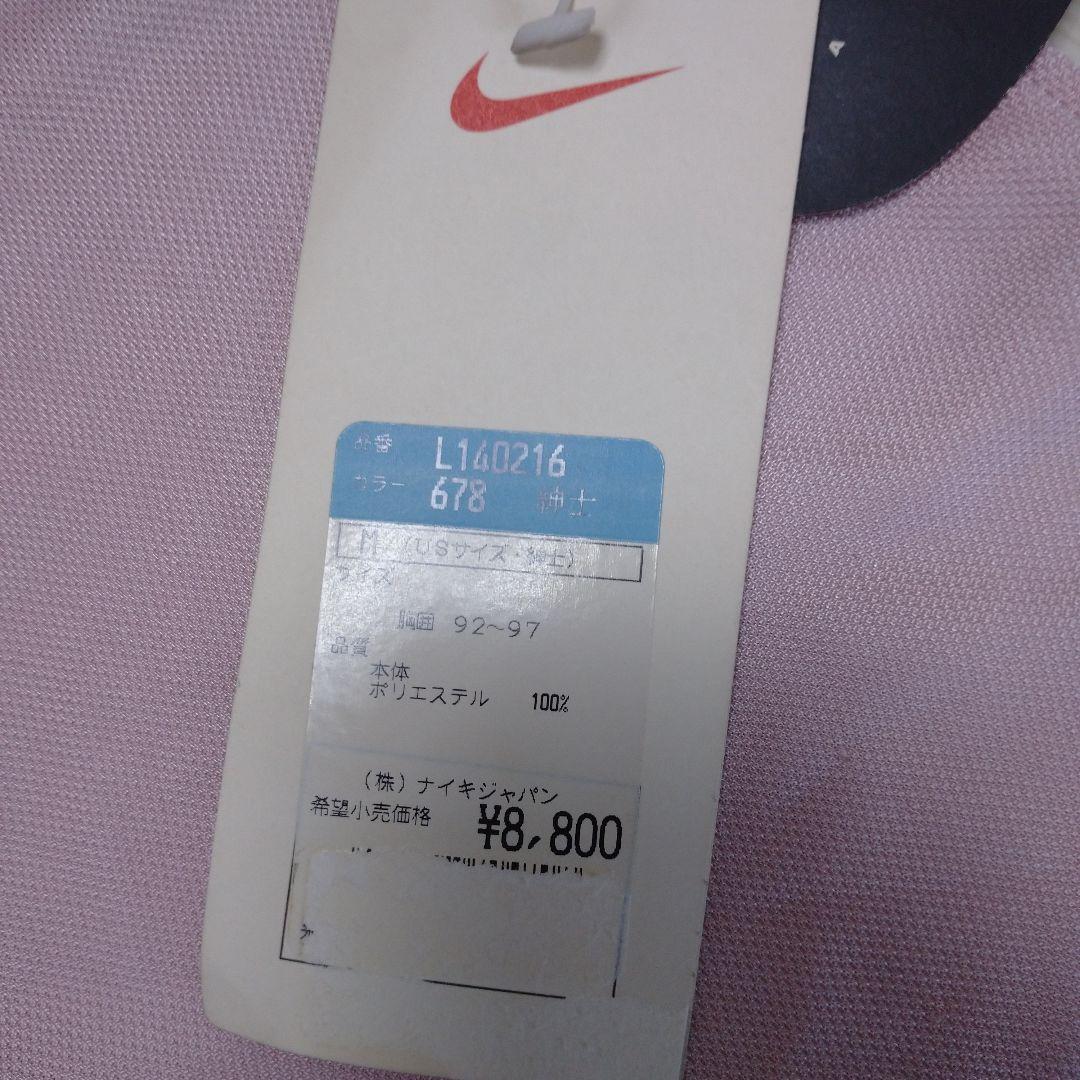 A
品番 L140216
カラー 678 紳士
M (USサイズ・紳士)
サイズ
胸囲 92~97
品質
本体
ポリエステル 100%
(株)ナイキジャパン
希望小売価格 ¥8,800